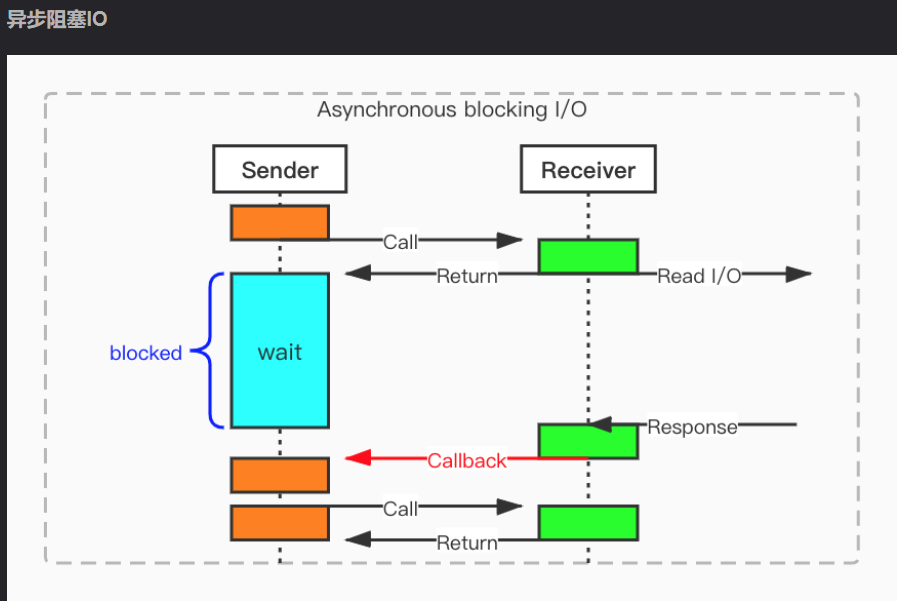 异步阻塞IO
Asynchronous blocking I/O
Sender
Receiver
Call
Return
Read I/O
blocked
wait
Response
Callback
Call
Return